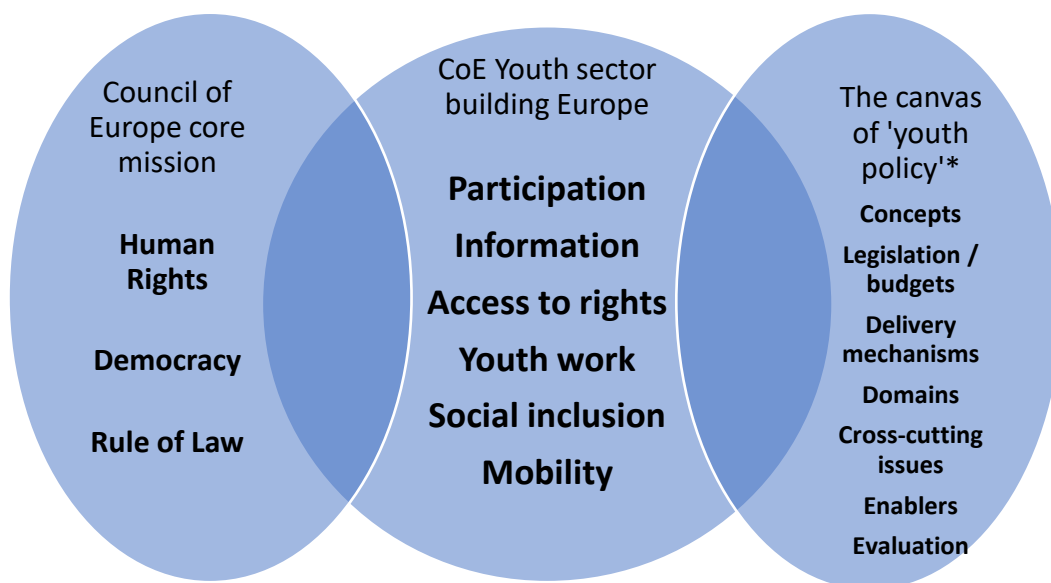 Council of
Europe core
mission
Human
Rights
Democracy
Rule of Law
CoE Youth sector
building Europe
Participation
Information
Access to rights
Youth work
Social inclusion
Mobility
The canvas
of 'youth
policy'*
Concepts
Legislation /
budgets
Delivery
mechanisms
Domains
Cross-cutting
issues
Enablers
Evaluation